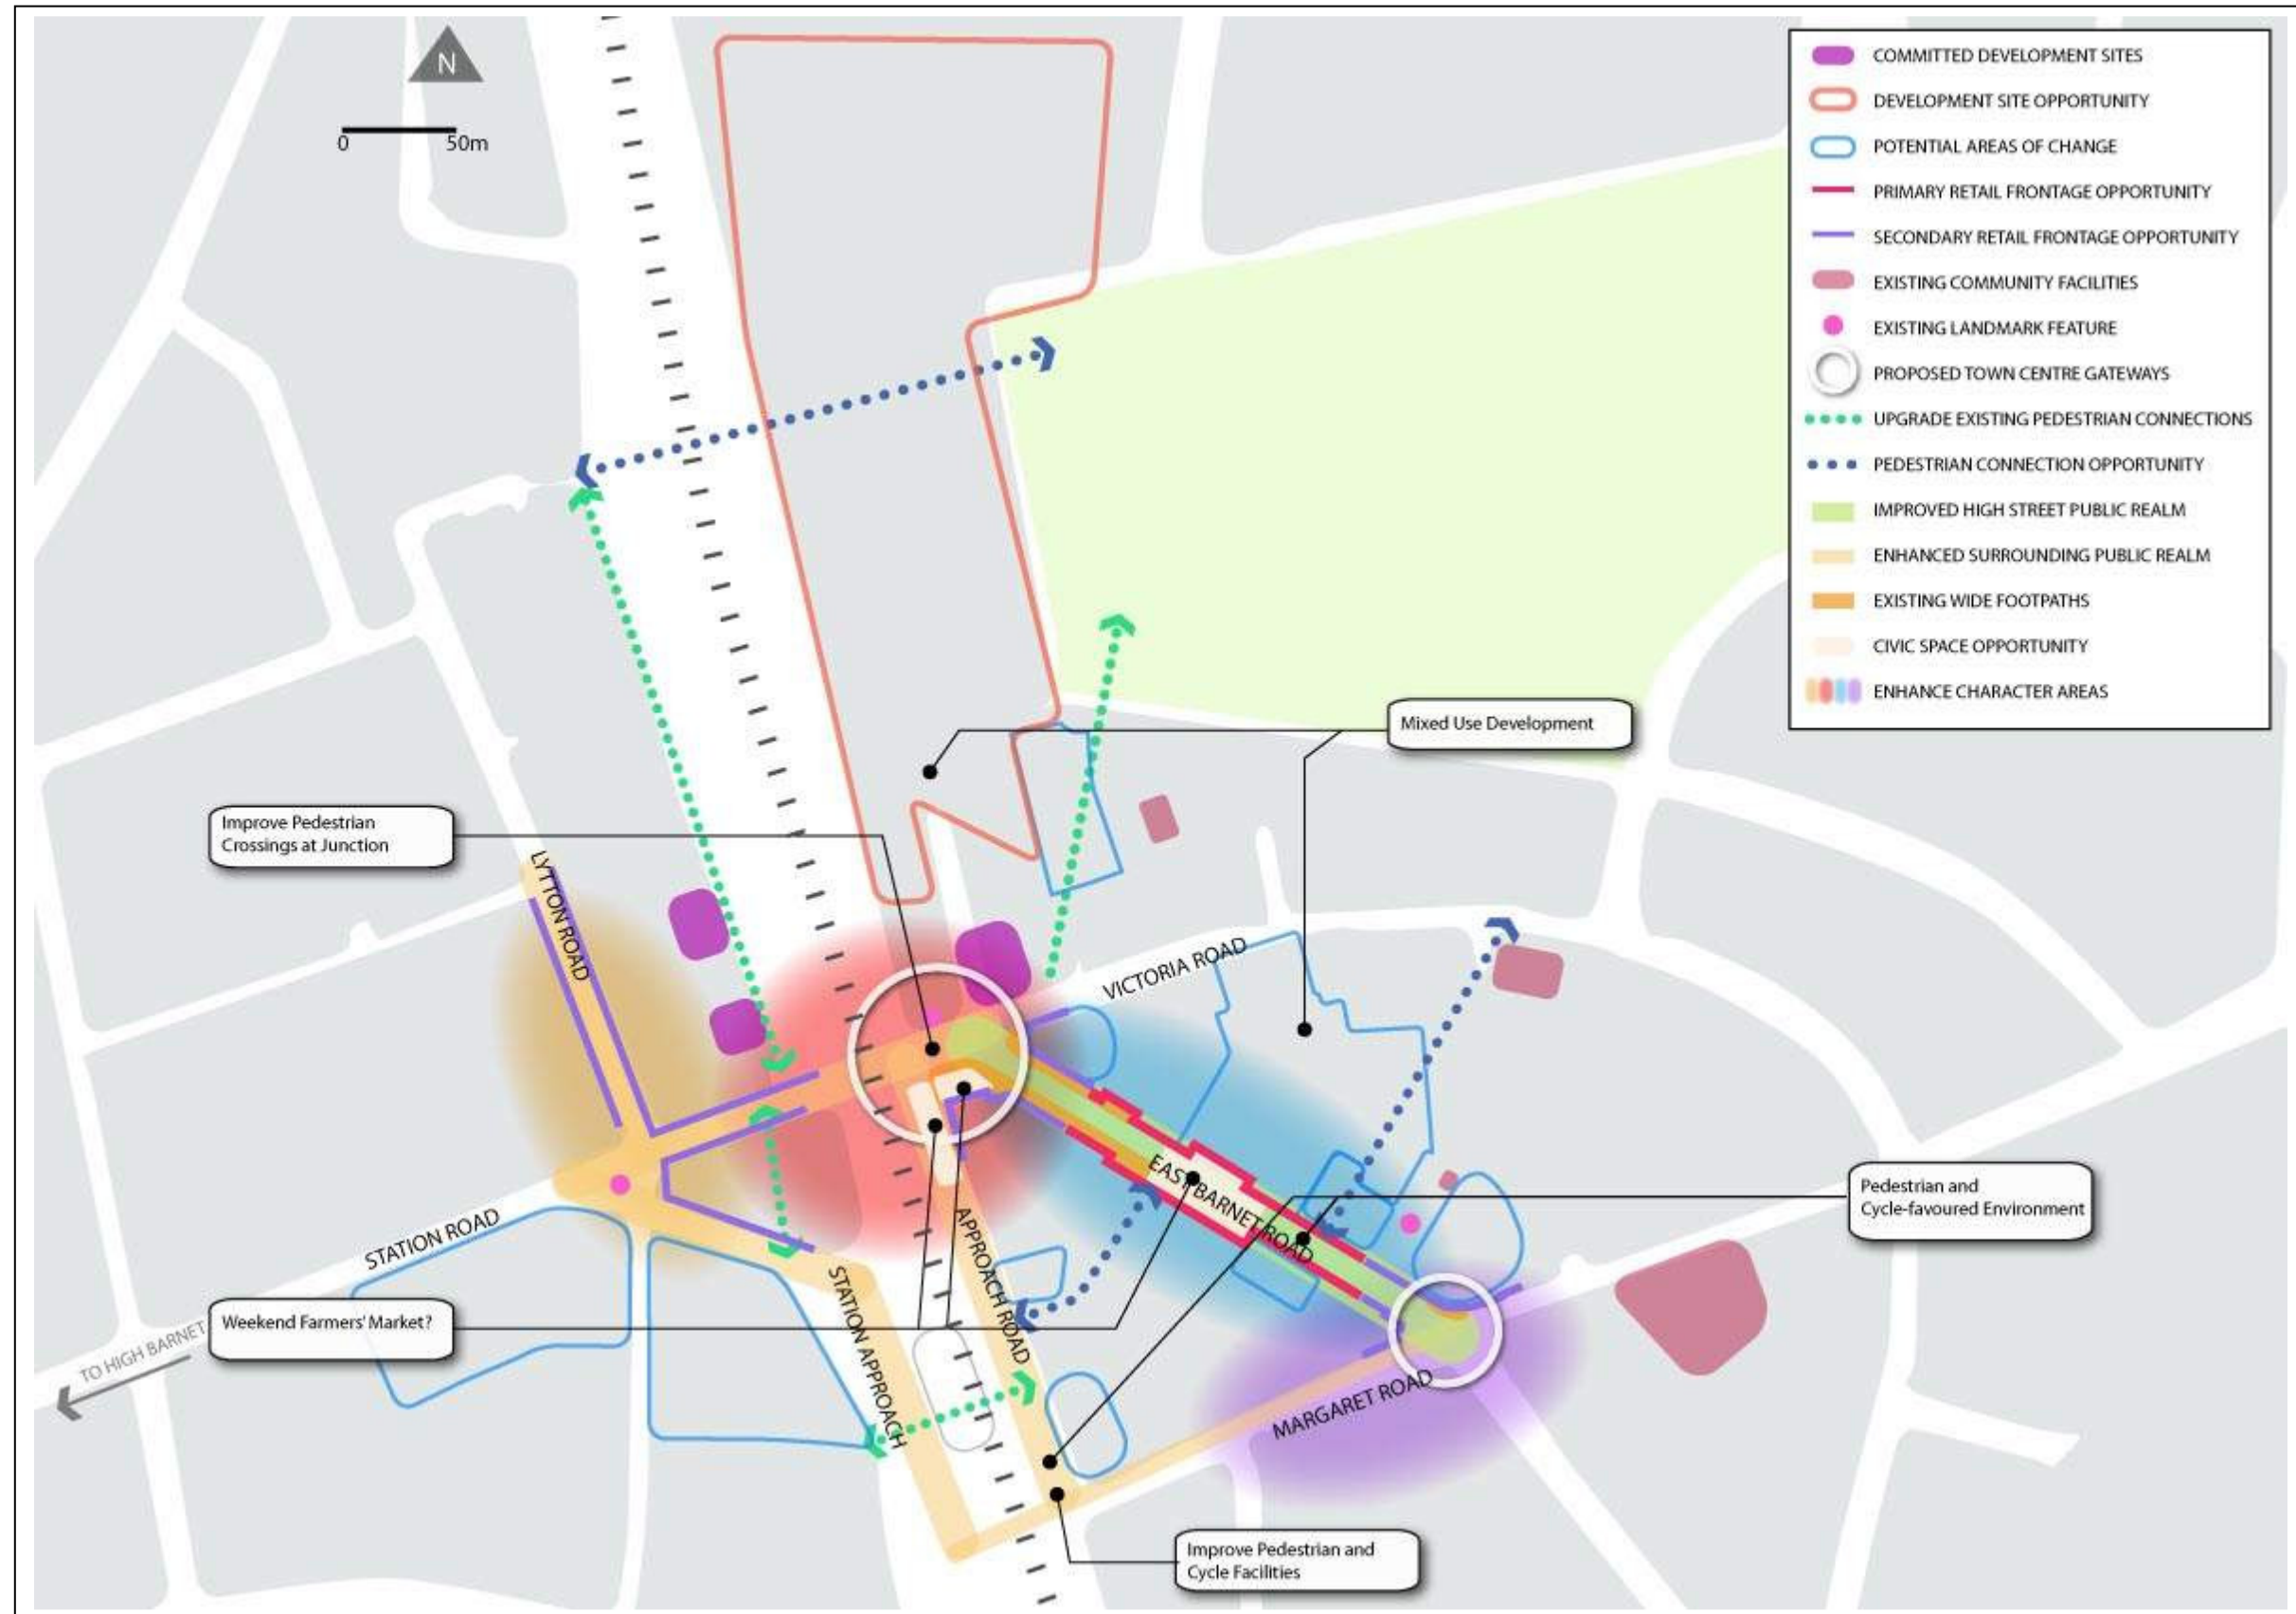 N
0
50m
COMMITTED DEVELOPMENT SITES
DEVELOPMENT SITE OPPORTUNITY
POTENTIAL AREAS OF CHANGE
PRIMARY RETAIL FRONTAGE OPPORTUNITY
SECONDARY RETAIL FRONTAGE OPPORTUNITY
EXISTING COMMUNITY FACILITIES
EXISTING LANDMARK FEATURE
PROPOSED TOWN CENTRE GATEWAYS
UPGRADE EXISTING PEDESTRIAN CONNECTIONS
PEDESTRIAN CONNECTION OPPORTUNITY
IMPROVED HIGH STREET PUBLIC REALM
ENHANCED SURROUNDING PUBLIC REALM
EXISTING WIDE FOOTPATHS
CIVIC SPACE OPPORTUNITY
ENHANCE CHARACTER AREAS
Mixed Use Development
Improve Pedestrian
Crossings at Junction
LYTTON ROAD
VICTORIA ROAD
EAST BARNET ROAD
Pedestrian and
Cycle-favoured Environment
STATION ROAD
APPROACH ROAD
STATION APPROACH
Weekend Farmers' Market?
TO HIGH BARNET
MARGARET ROAD
Improve Pedestrian and
Cycle Facilities